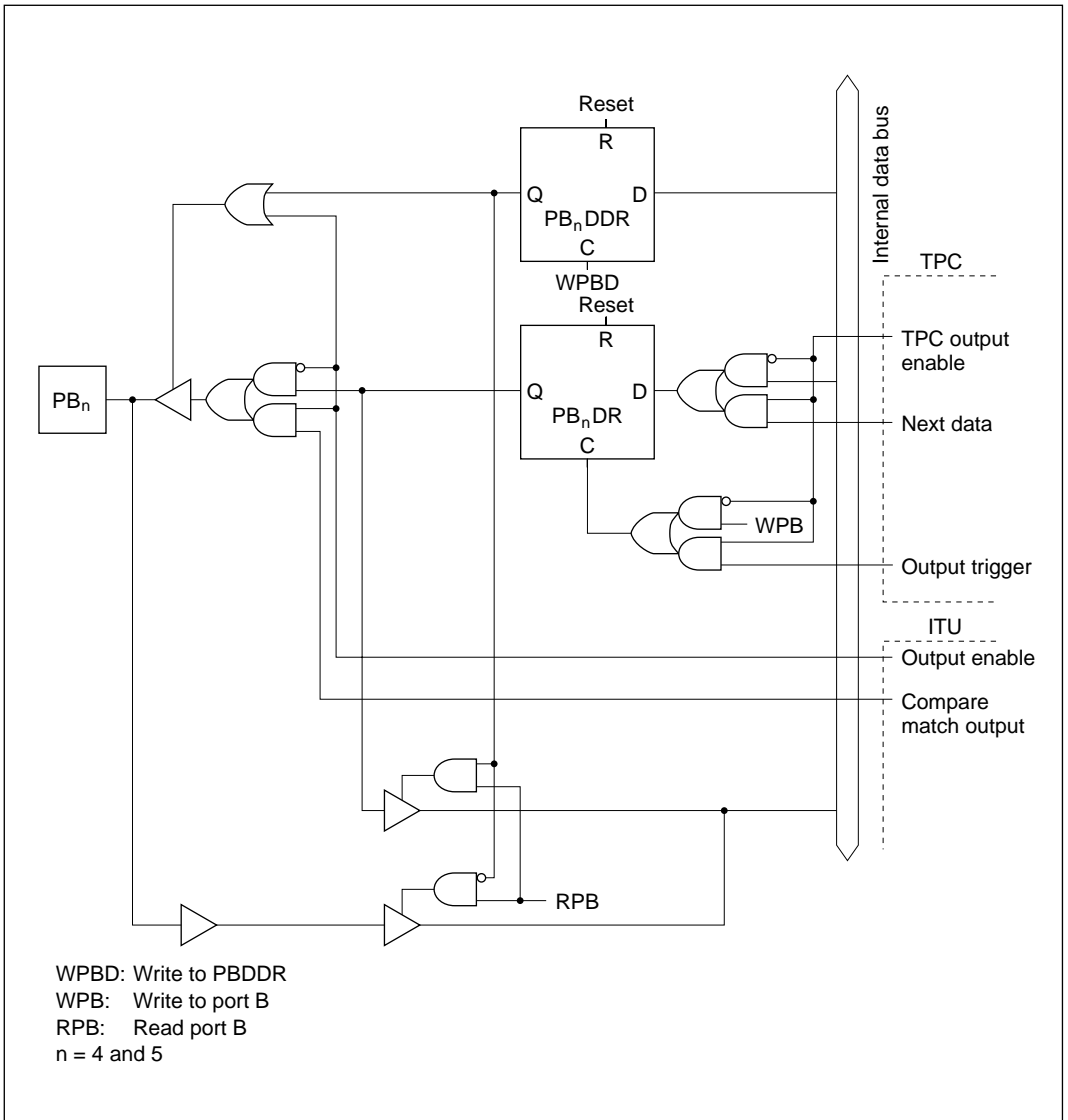 Reset
R
Q
D
PBnDDR
C
WPBD
Internal data bus
TPC
Reset
R
TPC output
enable
PBn
Q
D
PBnDR
C
Next data
WPB
Output trigger
ITU
Output enable
Compare
match output
RPB
WPBD: Write to PBDDR
WPB: Write to port B
RPB: Read port B
n = 4 and 5